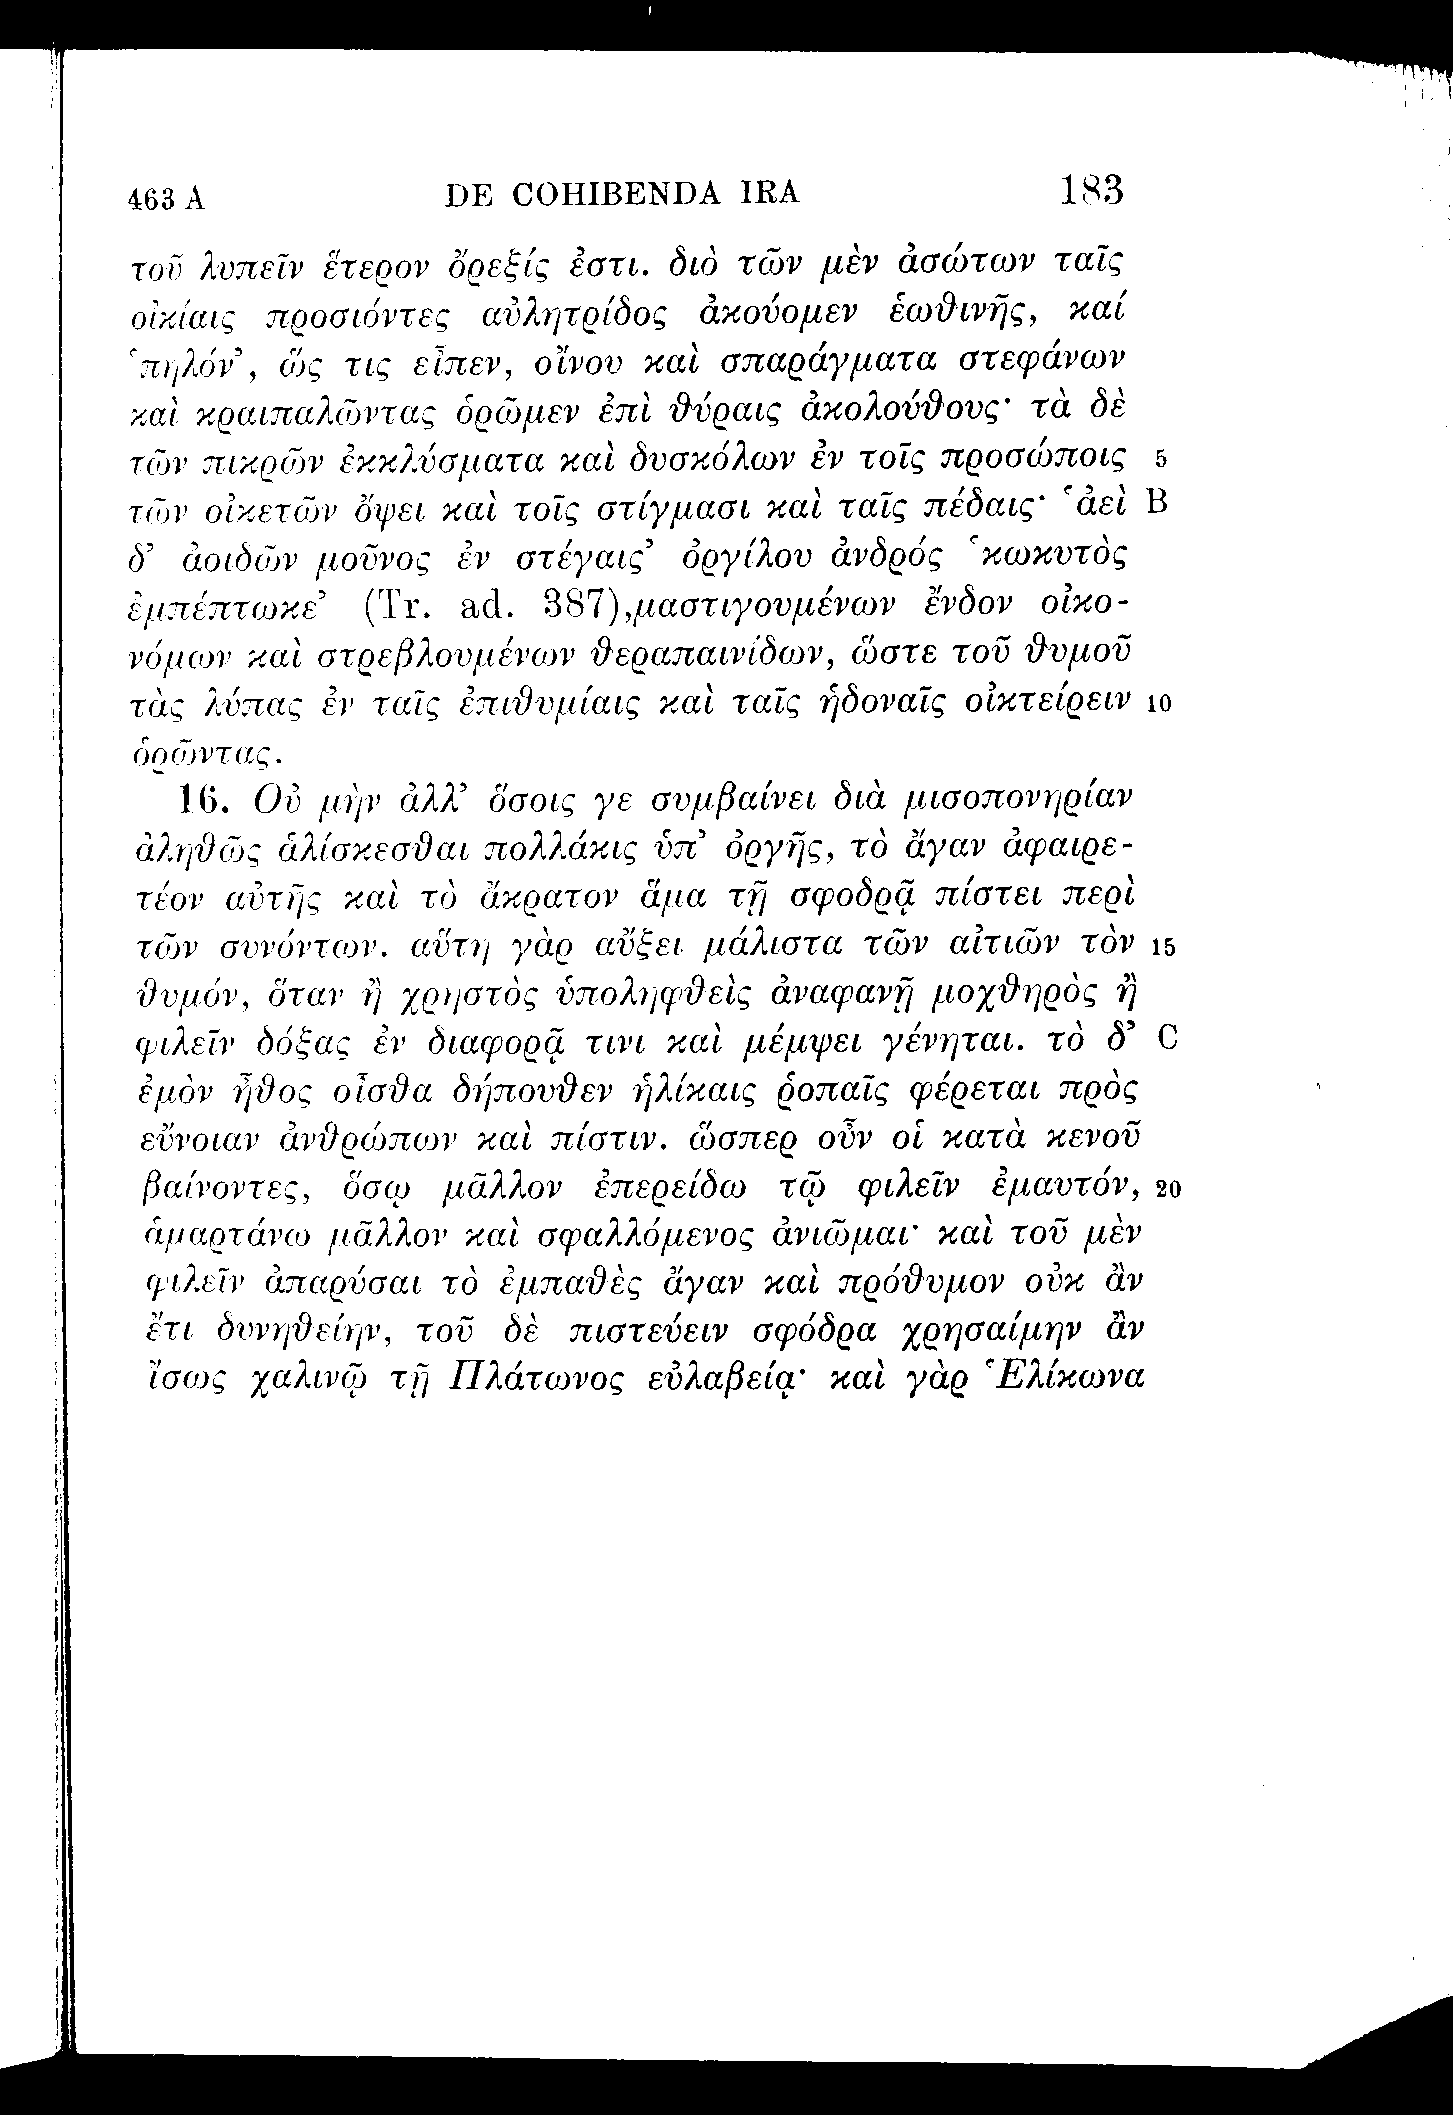 463 A DE COHIBENDA IRA 183
τοῦ λυπεῖν ἕτερον ὄρεξίς ἐστι. διὸ τῶν μὲν ἀσώτων ταῖς
οἰκίαις προσιόντες αὐλητρίδος ἀκούομεν ἑωθινῆς, καί
‘πηλόν’, ὥς τις εἶπεν, οἴνου καὶ σπαράγματα στεφάνων
καὶ κραιπαλῶντας ὁρῶμεν ἐπὶ θύραις ἀκολούθους· τὰ δὲ
τῶν πικρῶν ἐκκλύσματα καὶ δυσκόλων ἐν τοῖς προσώποις 5
τῶν οἰκετῶν ὄψει καὶ τοῖς στίγμασι καὶ ταῖς πέδαις· ‘ἀεὶ B
δ’ ἀοιδῶν μοῦνος ἐν στέγαις’ ὀργίλου ἀνδρός ‘κωκυτὸς
ἐμπέπτωκε’ (Tr. ad. 387),μαστιγουμένων ἔνδον οἰκο-
νόμων καὶ στρεβλουμένων θεραπαινίδων, ὥστε τοῦ θυμοῦ
τὰς λύπας ἐν ταῖς ἐπιθυμίαις καὶ ταῖς ἡδοναῖς οἰκτείρειν 10
ὁρῶντας.
16. Οὐ μὴν ἀλλ’ ὅσοις γε συμβαίνει διὰ μισοπονηρίαν
ἀληθῶς ἁλίσκεσθαι πολλάκις ὑπ’ ὀργῆς, τὸ ἄγαν ἀφαιρε-
τέον αὐτῆς καὶ τὸ ἄκρατον ἅμα τῇ σφοδρᾷ πίστει περὶ
τῶν συνόντων. αὕτη γὰρ αὔξει μάλιστα τῶν αἰτιῶν τὸν 15
θυμόν, ὅταν ἢ χρηστὸς ὑποληφθεὶς ἀναφανῇ μοχθηρὸς ἢ
φιλεῖν δόξας ἐν διαφορᾷ τινι καὶ μέμψει γένηται. τὸ δ’ C
ἐμὸν ἦθος οἶσθα δήπουθεν ἡλίκαις ῥοπαῖς φέρεται πρὸς
εὔνοιαν ἀνθρώπων καὶ πίστιν. ὥσπερ οὖν οἱ κατὰ κενοῦ
βαίνοντες, ὅσῳ μᾶλλον ἐπερείδω τῷ φιλεῖν ἐμαυτόν, 20
ἁμαρτάνω μᾶλλον καὶ σφαλλόμενος ἀνιῶμαι· καὶ τοῦ μὲν
φιλεῖν ἀπαρύσαι τὸ ἐμπαθὲς ἄγαν καὶ πρόθυμον οὐκ ἂν
ἔτι δυνηθείην, τοῦ δὲ πιστεύειν σφόδρα χρησαίμην ἂν
ἴσως χαλινῷ τῇ Πλάτωνος εὐλαβείᾳ· καὶ γὰρ Ἑλίκωνα